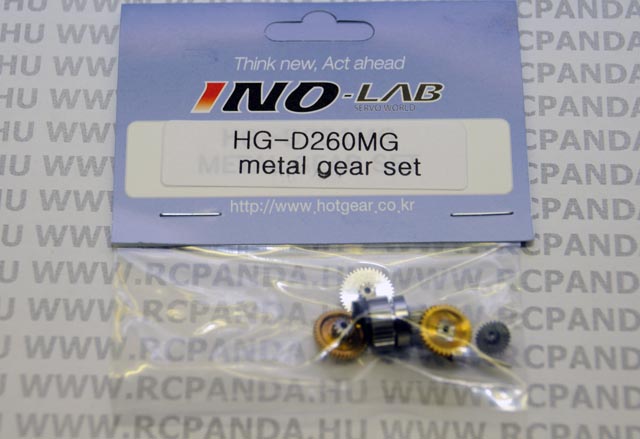 Think new, Act ahead
INO-LAB
SERVO WORLD
HG-D260MG
metal gear set
http://www.hotgear.co.kr
WWW.RCPANDA.HU